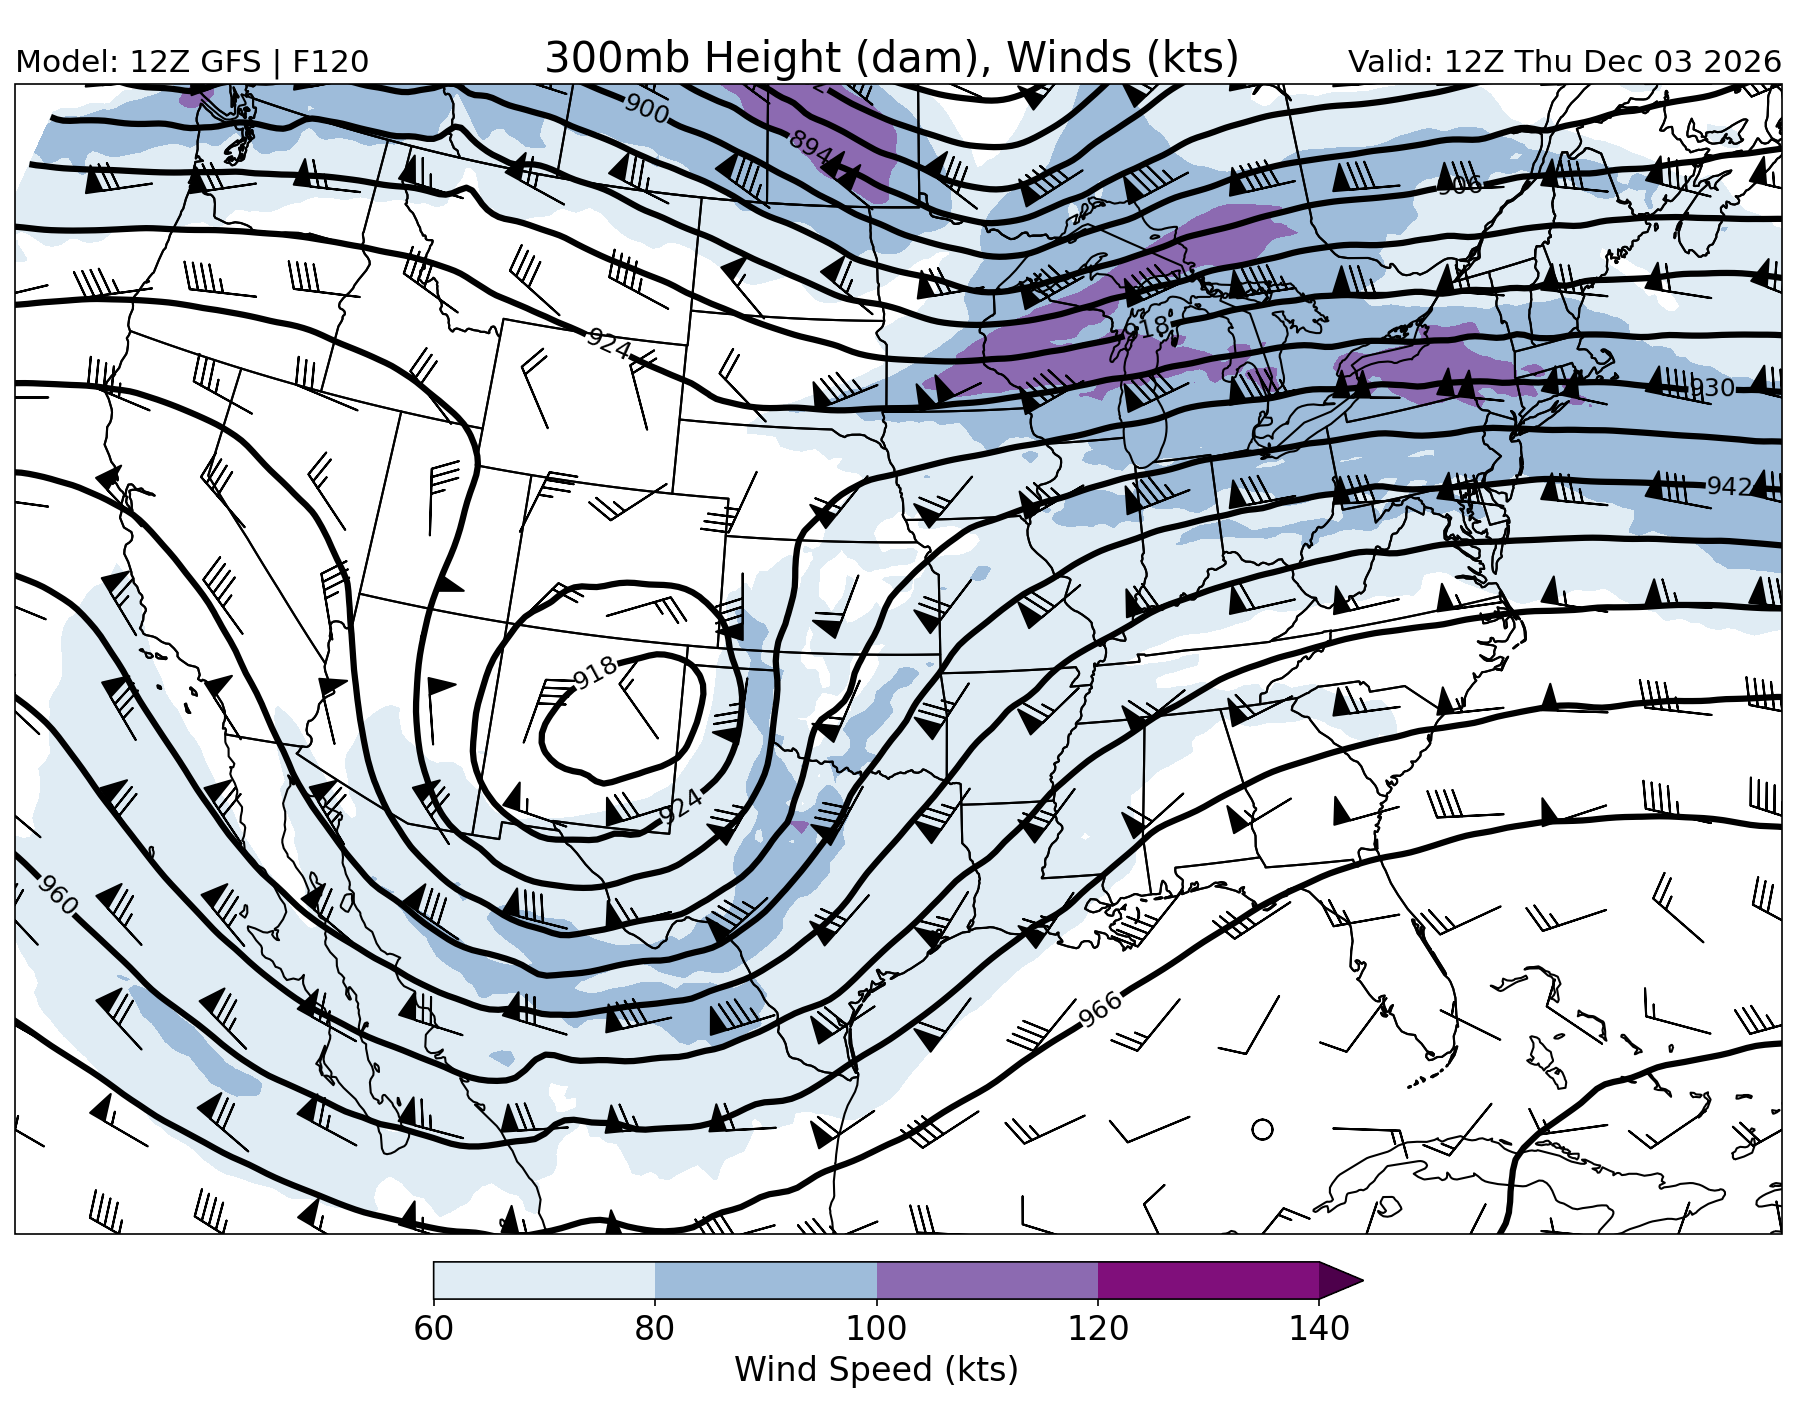 Model: 12Z GFS | F120
300mb Height (dam), Winds (kts)
Valid: 12Z Thu Dec 03 2026
900
894
906
918
924
930
942
918
924
960
966
60 80 100 120 140
Wind Speed (kts)